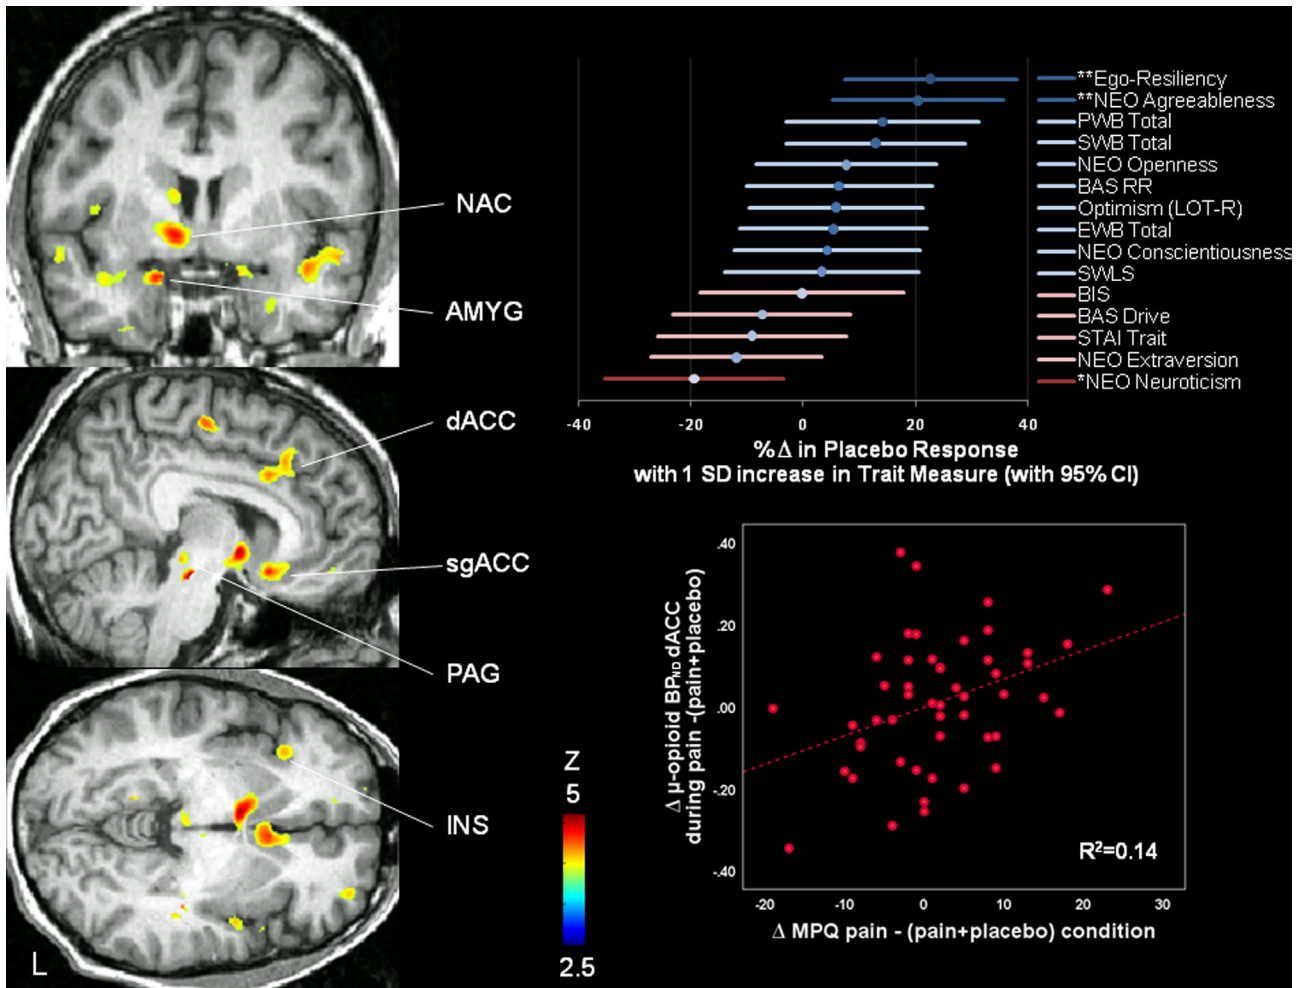 NAC
AMYG
dACC
sgACC
PAG
INS
L
Z
5
2.5
**Ego-Resiliency
**NEO Agreeableness
PWB Total
SWB Total
NEO Openness
BAS RR
Optimism (LOT-R)
EWB Total
NEO Conscientiousness
SWLS
BIS
BAS Drive
STAI Trait
NEO Extraversion
*NEO Neuroticism
-40 -20 0 20 40
%Δ in Placebo Response
with 1 SD increase in Trait Measure (with 95% CI)
Δ μ-opioid BPND dACC
during pain -(pain+placebo)
.40
.20
.00
-.20
-.40
R²=0.14
-20 -10 0 10 20 30
Δ MPQ pain - (pain+placebo) condition